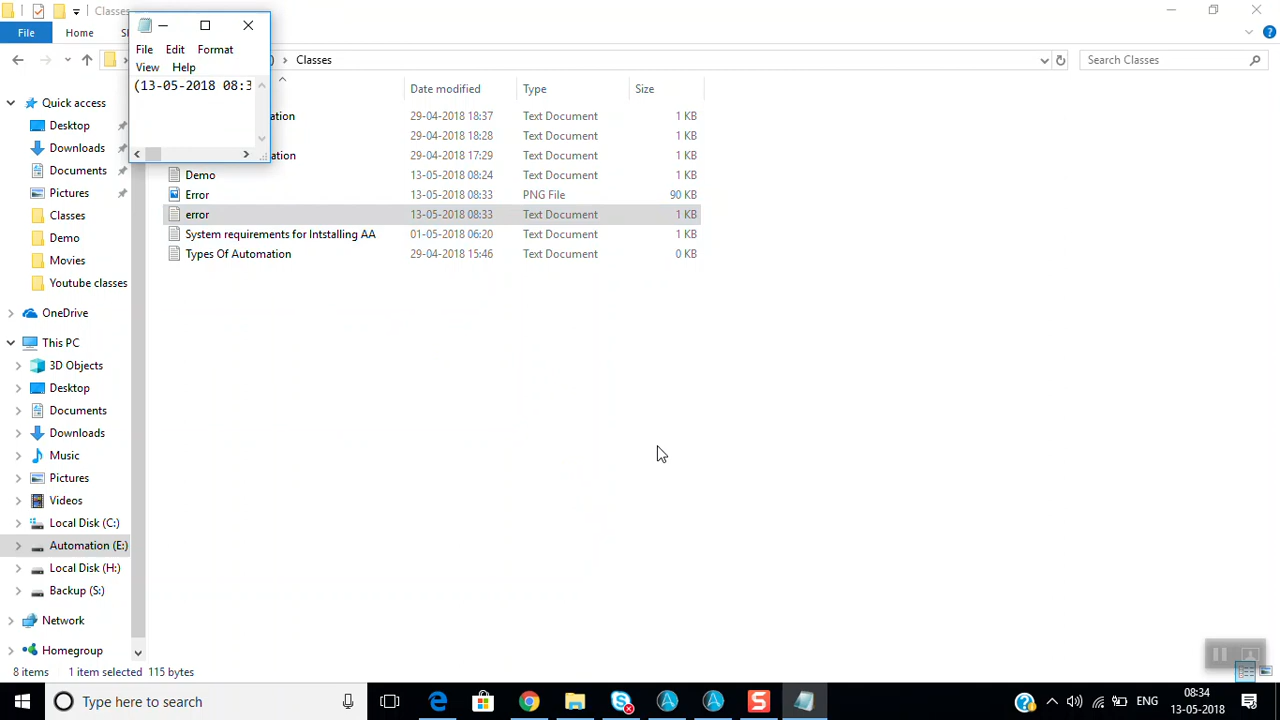 Classes
File Home
File Edit Format
View Help
(13-05-2018 08:3
Classes
Search Classes
Date modified Type Size
Quick access
Desktop
Downloads
Documents
Pictures
Classes
Demo
Movies
Youtube classes
OneDrive
This PC
3D Objects
Desktop
Documents
Downloads
Music
Pictures
Videos
Local Disk (C:)
Automation (E:)
Local Disk (H:)
Backup (S:)
Network
Homegroup
ation 29-04-2018 18:37 Text Document 1 KB
29-04-2018 18:28 Text Document 1 KB
ation 29-04-2018 17:29 Text Document 1 KB
Demo 13-05-2018 08:24 Text Document 1 KB
Error 13-05-2018 08:33 PNG File 90 KB
error 13-05-2018 08:33 Text Document 1 KB
System requirements for Intstalling AA 01-05-2018 06:20 Text Document 1 KB
Types Of Automation 29-04-2018 15:46 Text Document 0 KB
8 items 1 item selected 115 bytes
Type here to search
ENG
08:34
13-05-2018